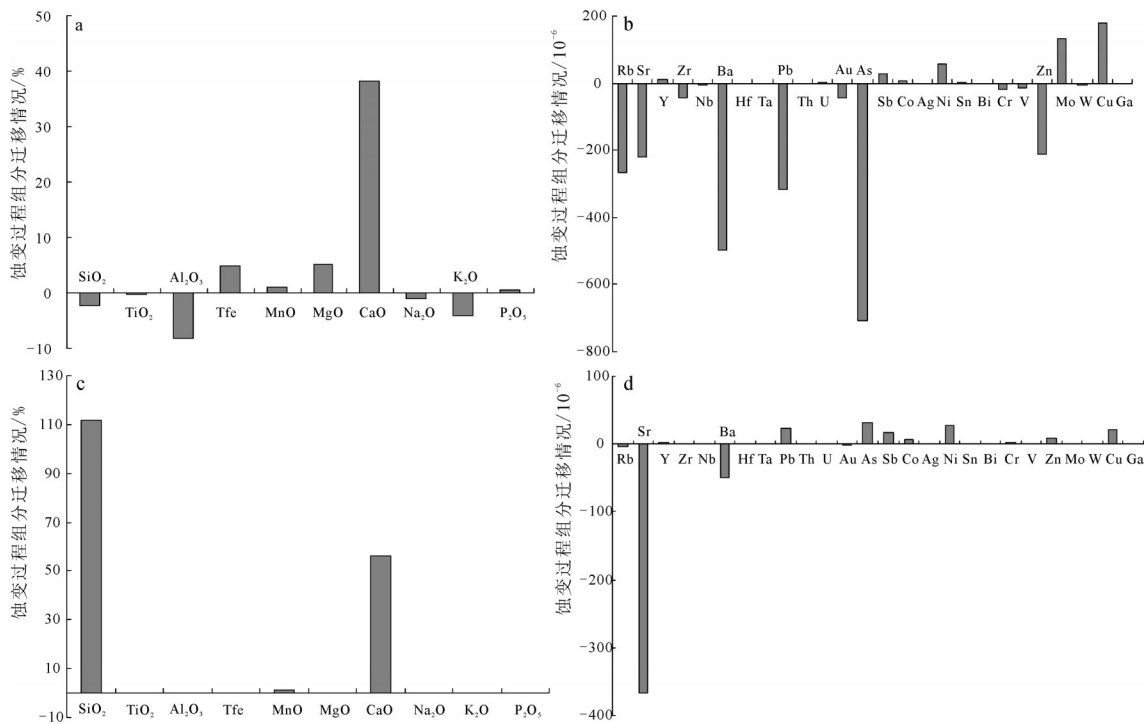 a
蚀变过程组分迁移情况/%
50
40
30
20
10
0
−10
SiO₂ Al₂O₃ K₂O
TiO₂ Tfe MnO MgO CaO Na₂O P₂O₅
b
蚀变过程组分迁移情况/10⁻⁶
200
0
−200
−400
−600
−800
Rb Sr Zr Ba Pb Au As Zn
Y Nb Hf Ta Th U Sb Co Ag Ni Sn Bi Cr V Mo W Cu Ga
c
蚀变过程组分迁移情况/%
130
110
90
70
50
30
10
−10
SiO₂ TiO₂ Al₂O₃ Tfe MnO MgO CaO Na₂O K₂O P₂O₅
d
蚀变过程组分迁移情况/10⁻⁶
100
0
−100
−200
−300
−400
Sr Ba
Rb Y Zr Nb Hf Ta Pb Th U Au As Sb Co Ag Ni Sn Bi Cr V Zn Mo W Cu Ga